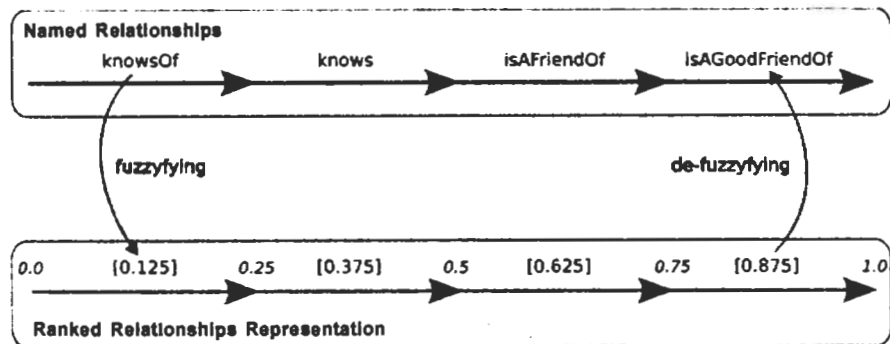 Named Relationships
knowsOf knows isAFriendOf isAGoodFriendOf
fuzzyfying de-fuzzyfying
0.0 [0.125] 0.25 [0.375] 0.5 [0.625] 0.75 [0.875] 1.0
Ranked Relationships Representation